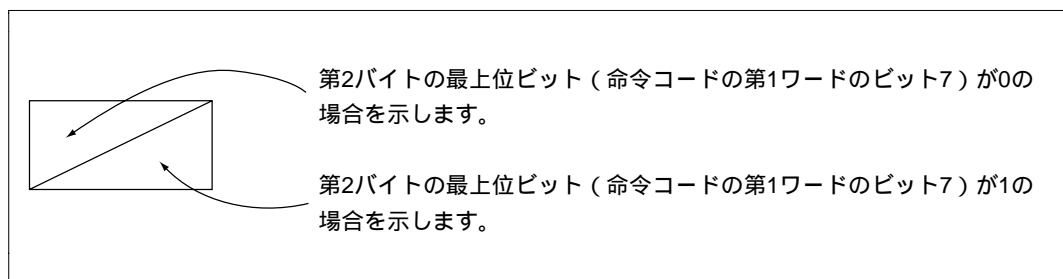 第2バイトの最上位ビット（命令コードの第1ワードのビット7）が0の
場合を示します。
第2バイトの最上位ビット（命令コードの第1ワードのビット7）が1の
場合を示します。